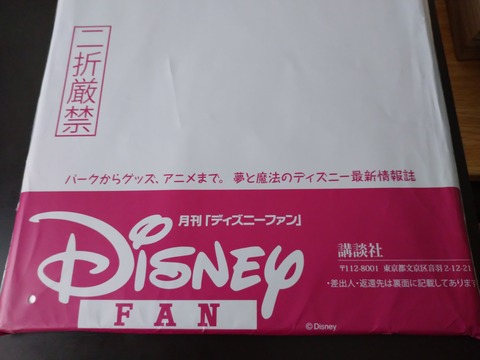 二折厳禁
パークからグッズ、アニメまで。夢と魔法のディズニー最新情報誌
月刊「ディズニーファン」
DISNEY
FAN
講談社
〒112-8001 東京都文京区音羽2-12-21
・差出人・返還先は裏面に記載してありま
©Disney